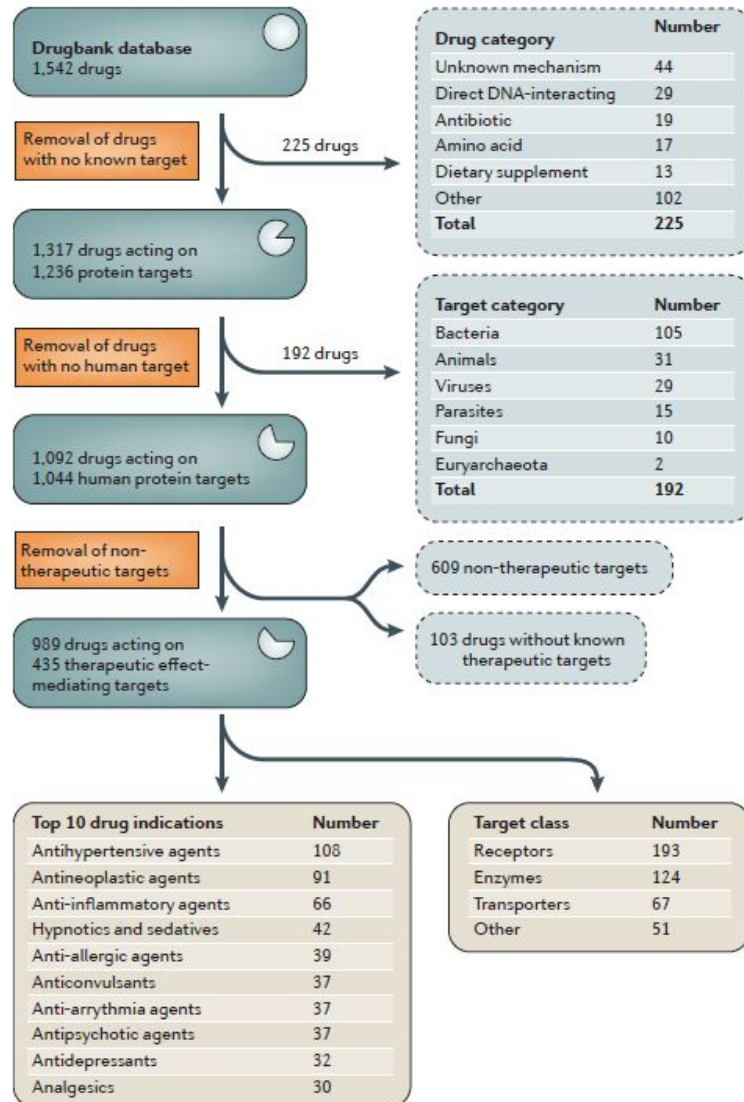 Drugbank database
1,542 drugs
Removal of drugs
with no known target
225 drugs
Drug category Number
Unknown mechanism 44
Direct DNA-interacting 29
Antibiotic 19
Amino acid 17
Dietary supplement 13
Other 102
Total 225
1,317 drugs acting on
1,236 protein targets
Removal of drugs
with no human target
192 drugs
Target category Number
Bacteria 105
Animals 31
Viruses 29
Parasites 15
Fungi 10
Euryarchaeota 2
Total 192
1,092 drugs acting on
1,044 human protein targets
Removal of non-
therapeutic targets
609 non-therapeutic targets
103 drugs without known
therapeutic targets
989 drugs acting on
435 therapeutic effect-
mediating targets
Top 10 drug indications Number
Antihypertensive agents 108
Antineoplastic agents 91
Anti-inflammatory agents 66
Hypnotics and sedatives 42
Anti-allergic agents 39
Anticonvulsants 37
Anti-arrythmia agents 37
Antipsychotic agents 37
Antidepressants 32
Analgesics 30
Target class Number
Receptors 193
Enzymes 124
Transporters 67
Other 51